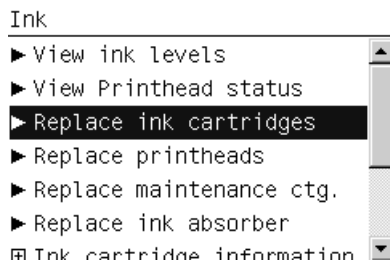 Ink
View ink levels
View Printhead status
Replace ink cartridges
Replace printheads
Replace maintenance ctg.
Replace ink absorber
Ink cartridge information